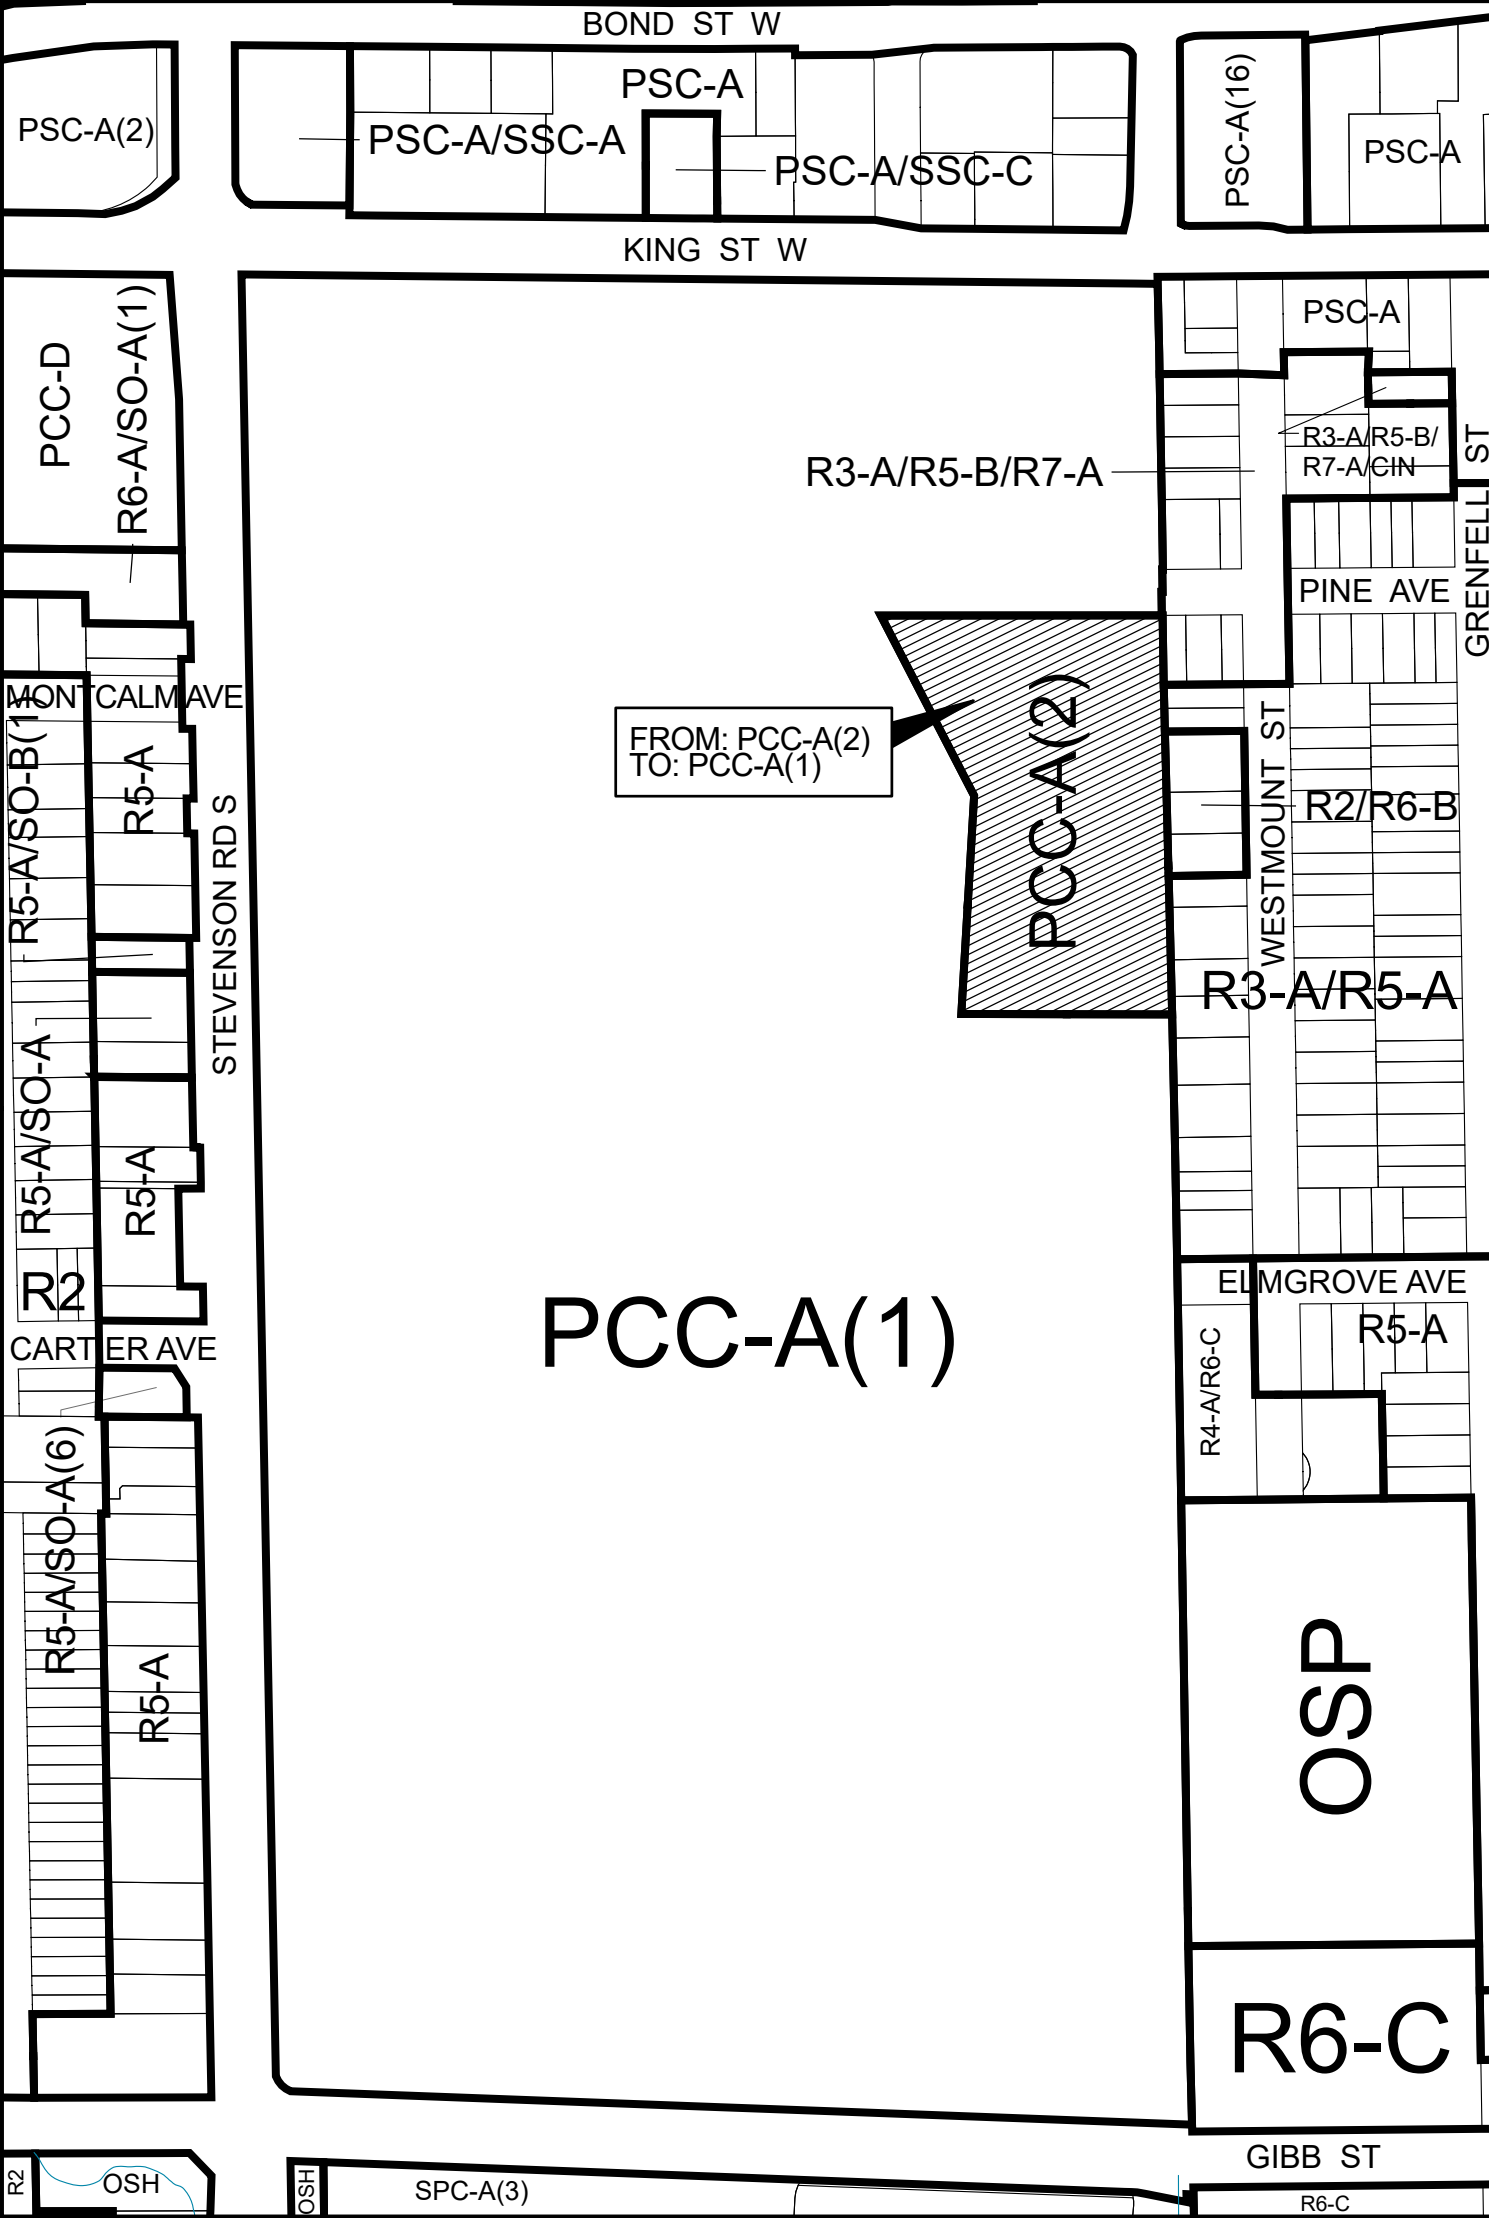 BOND ST W
PSC-A(2)
PSC-A/SSC-A
PSC-A
PSC-A/SSC-C
PSC-A(16)
PSC-A
KING ST W
PCC-D
R6-A/SO-A(1)
PSC-A
R3-A/R5-B/
R7-A/CIN
R3-A/R5-B/R7-A
GRENFELL ST
PINE AVE
MONTCALM AVE
R5-A/SO-B(1)
R5-A
STEVENSON RD S
FROM: PCC-A(2)
TO: PCC-A(1)
PCC-A(2)
WESTMOUNT ST
R2/R6-B
R3-A/R5-A
R5-A/SO-A
R5-A
R2
CARTIER AVE
PCC-A(1)
ELMGROVE AVE
R5-A
R4-A/R6-C
R5-A/SO-A(6)
R5-A
OSP
R6-C
GIBB ST
R2
OSH
OSH
SPC-A(3)
R6-C